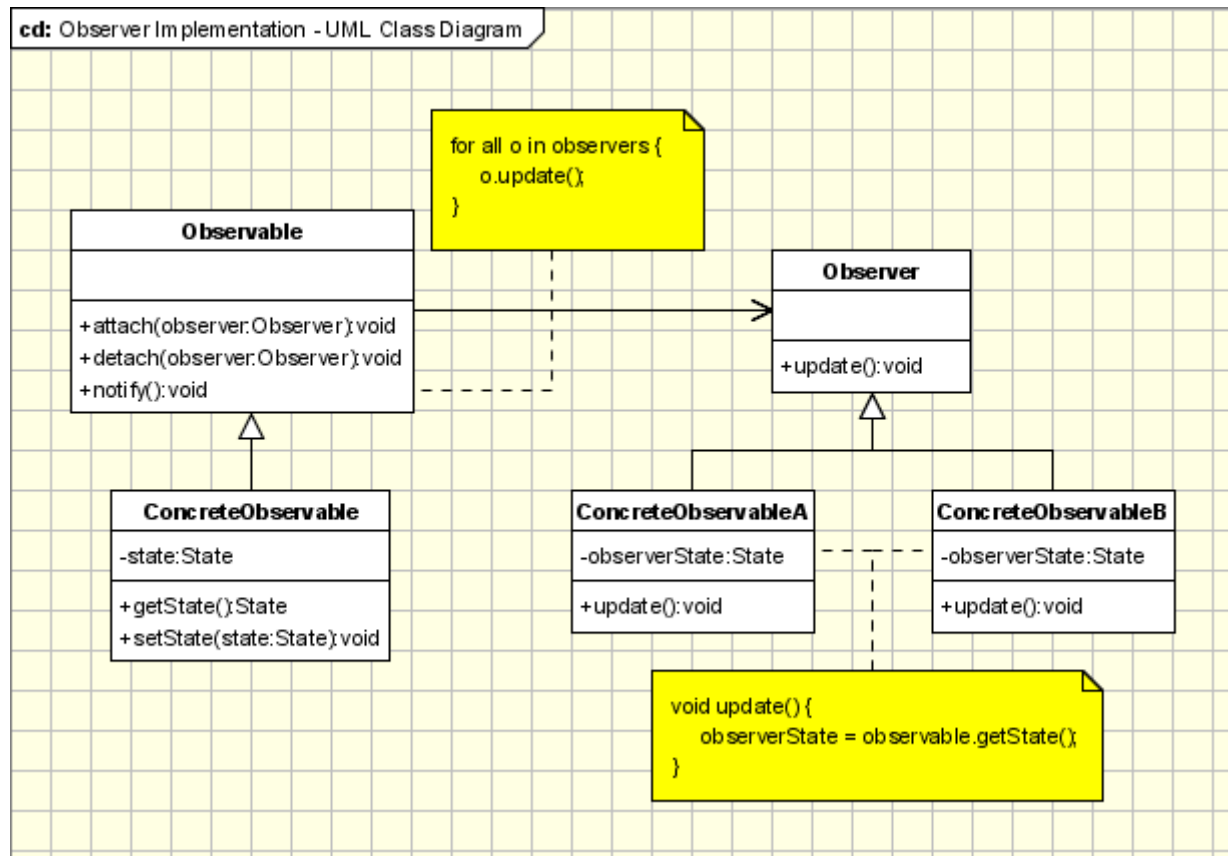 cd: Observer Implementation - UML Class Diagram
for all o in observers {
o.update();
}
Observable
+attach(observer:Observer):void
+detach(observer:Observer):void
+notify():void
Observer
+update():void
ConcreteObservable
-state:State
+getState():State
+setState(state:State):void
ConcreteObservableA
-observerState:State
+update():void
ConcreteObservableB
-observerState:State
+update():void
void update() {
observerState = observable.getState();
}